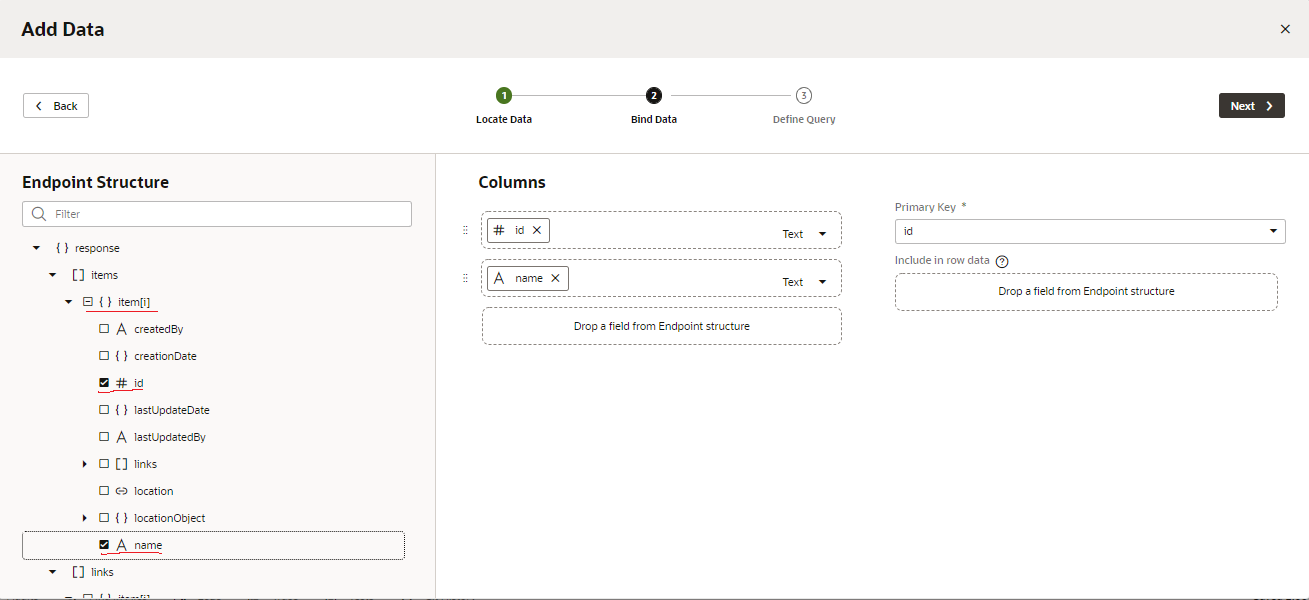 Add Data
Back
1
2
3
Locate Data
Bind Data
Define Query
Next
Endpoint Structure
Filter
{ } response
[ ] items
{ } item[i]
A createdBy
{ } creationDate
# id
{ } lastUpdateDate
A lastUpdatedBy
[ ] links
location
{ } locationObject
A name
[ ] links
{ } item[i]
Columns
# id ✕ Text
A name ✕ Text
Drop a field from Endpoint structure
Primary Key *
id
Include in row data ?
Drop a field from Endpoint structure